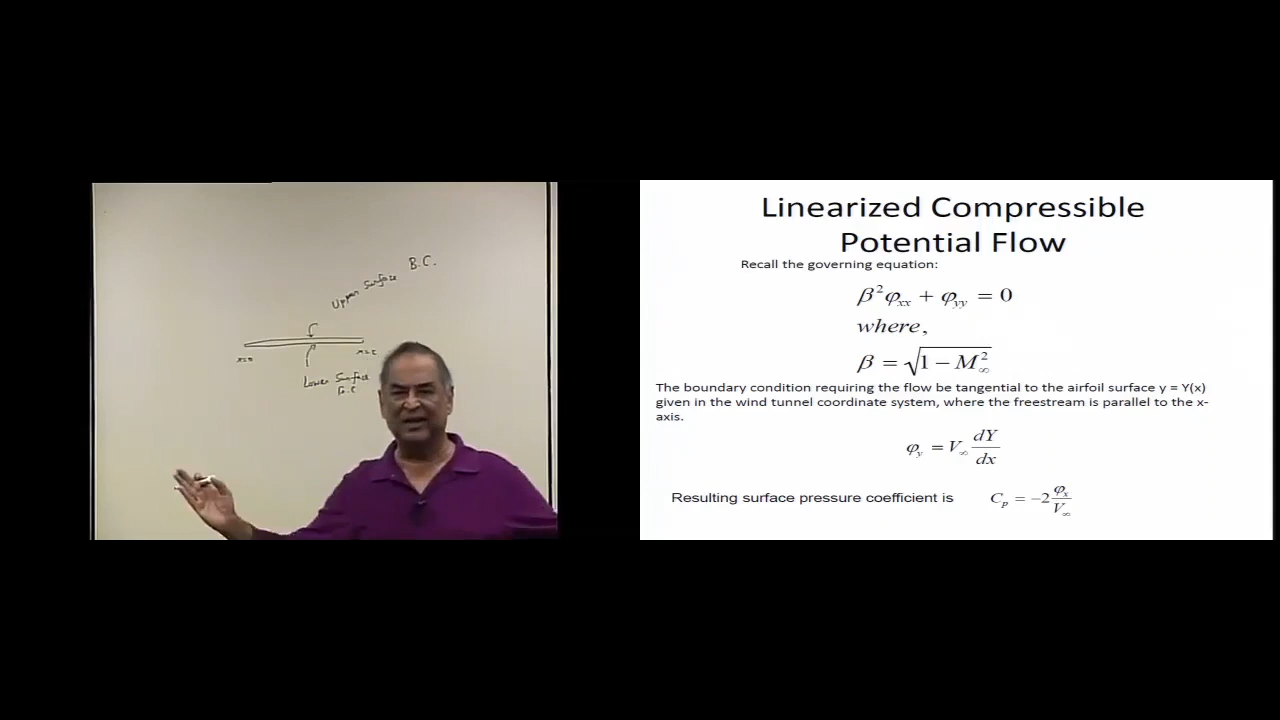 B.C.
Upper Surface
x=0
x=c
Lower Surface
B.C
Linearized Compressible
Potential Flow
Recall the governing equation:
β²φxx + φyy = 0
where,
β = √(1 − M∞²)
The boundary condition requiring the flow be tangential to the airfoil surface y = Y(x)
given in the wind tunnel coordinate system, where the freestream is parallel to the x-
axis.
φy = V∞ dY/dx
Resulting surface pressure coefficient is Cp = −2 φx/V∞